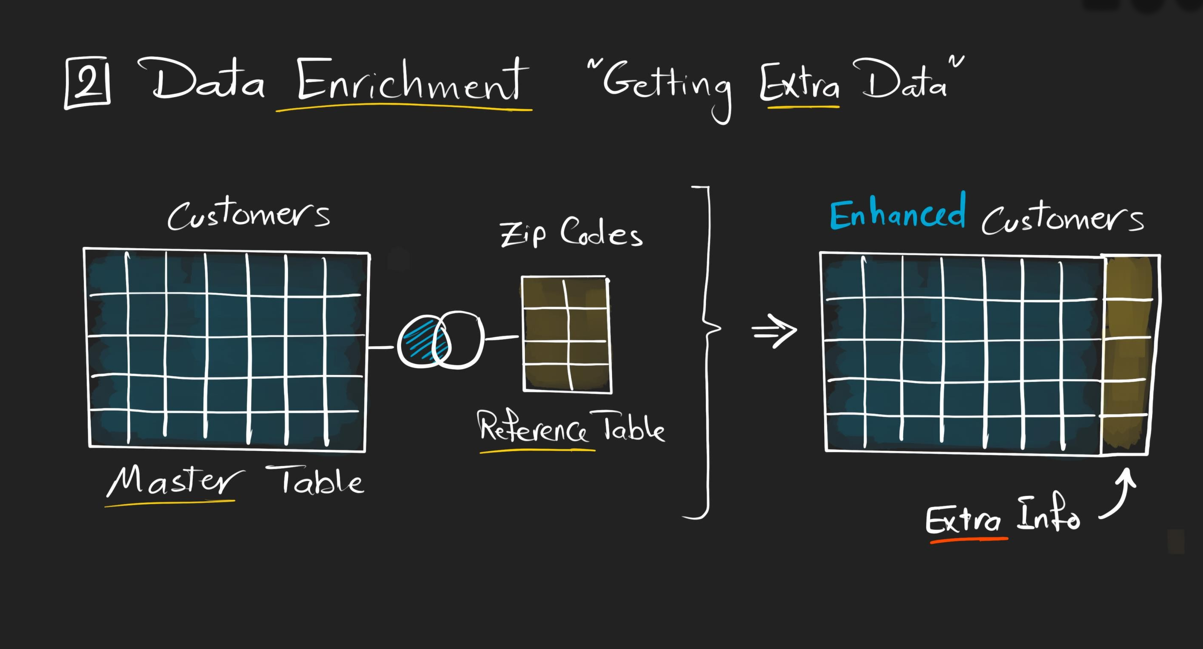 2 Data Enrichment "Getting Extra Data"
Customers
Zip Codes
Enhanced Customers
Reference Table
Master Table
Extra Info